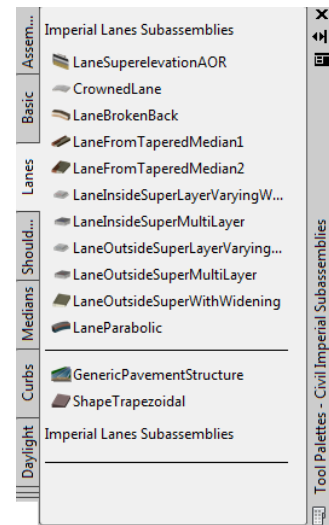 Imperial Lanes Subassemblies
LaneSuperelevationAOR
CrownedLane
LaneBrokenBack
LaneFromTaperedMedian1
LaneFromTaperedMedian2
LaneInsideSuperLayerVaryingW...
LaneInsideSuperMultiLayer
LaneOutsideSuperLayerVarying...
LaneOutsideSuperMultiLayer
LaneOutsideSuperWithWidening
LaneParabolic
GenericPavementStructure
ShapeTrapezoidal
Imperial Lanes Subassemblies
Assem...
Basic
Lanes
Should...
Medians
Curbs
Daylight
Tool Palettes - Civil Imperial Subassemblies